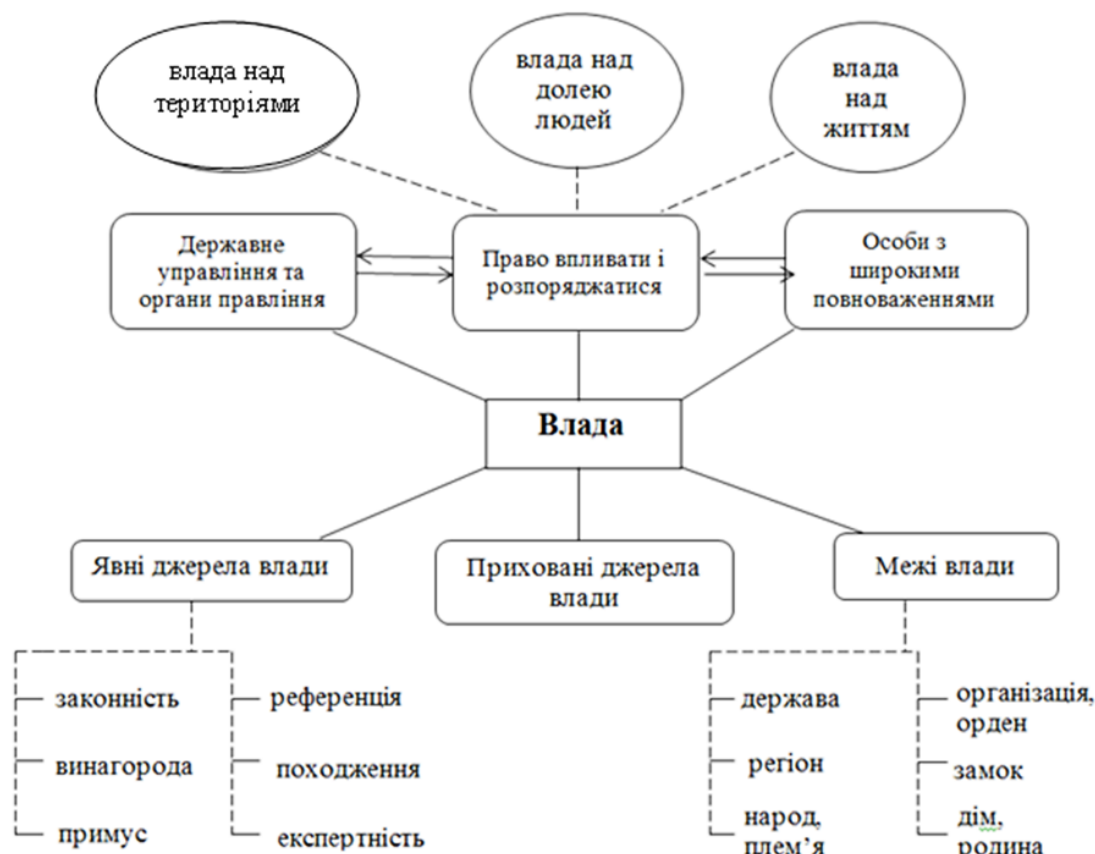 влада над
територіями
влада над
долею
людей
влада
над
життям
Державне
управління та
органи правління
Право впливати і
розпоряджатися
Особи з
широкими
повноваженнями
Влада
Явні джерела влади
Приховані джерела
влади
Межі влади
законність
винагорода
примус
референція
походження
експертність
держава
регіон
народ,
плем’я
організація,
орден
замок
дім,
родина